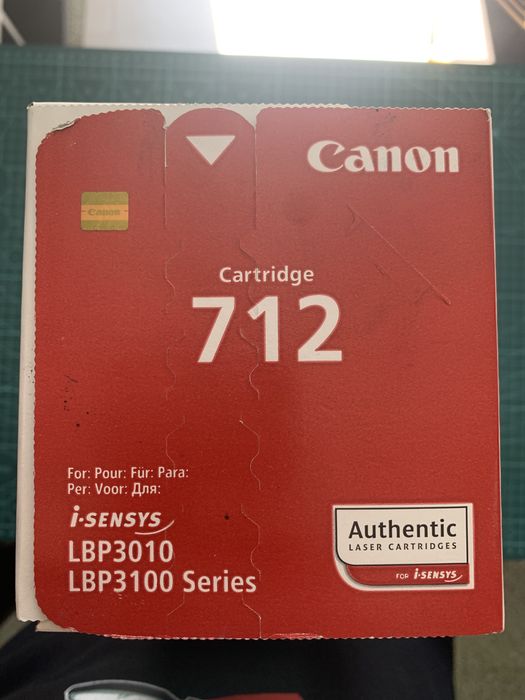 Canon
Canon
Cartridge
712
For: Pour: Für: Para:
Per: Voor: Для:
i-SENSYS
LBP3010
LBP3100 Series
Authentic
LASER CARTRIDGES
FOR i-SENSYS